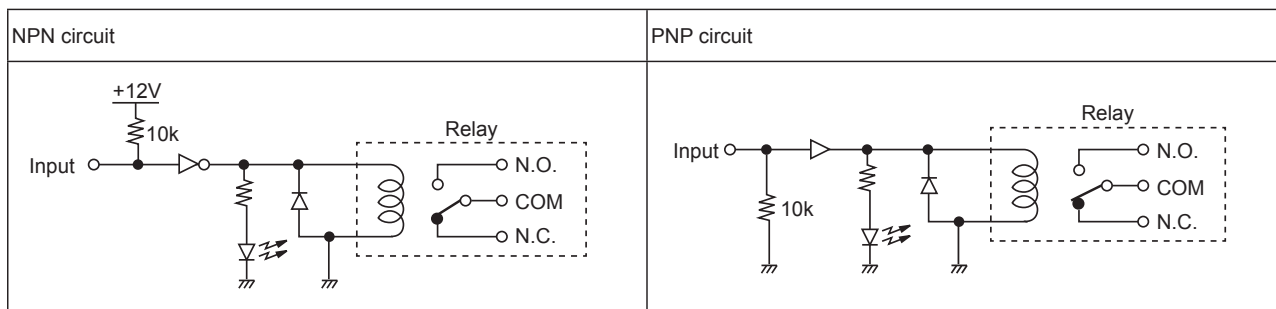 NPN circuit
PNP circuit
+12V
10k
Input
Relay
N.O.
COM
N.C.
Input
10k
Relay
N.O.
COM
N.C.